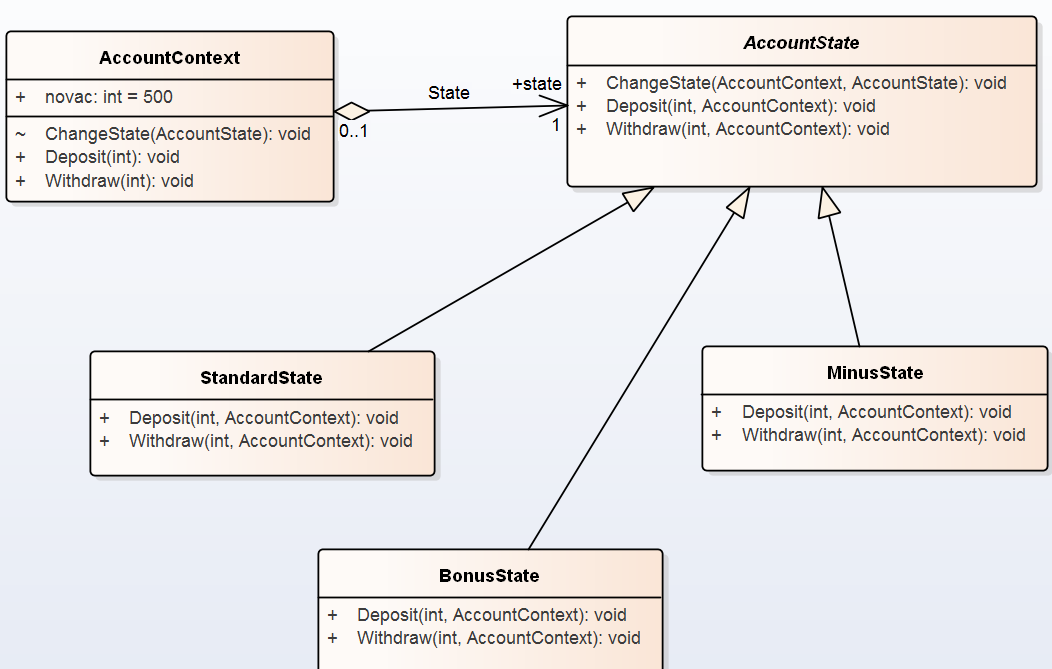 AccountContext
+ novac: int = 500
~ ChangeState(AccountState): void
+ Deposit(int): void
+ Withdraw(int): void
State
+state
0..1
1
AccountState
+ ChangeState(AccountContext, AccountState): void
+ Deposit(int, AccountContext): void
+ Withdraw(int, AccountContext): void
StandardState
+ Deposit(int, AccountContext): void
+ Withdraw(int, AccountContext): void
MinusState
+ Deposit(int, AccountContext): void
+ Withdraw(int, AccountContext): void
BonusState
+ Deposit(int, AccountContext): void
+ Withdraw(int, AccountContext): void